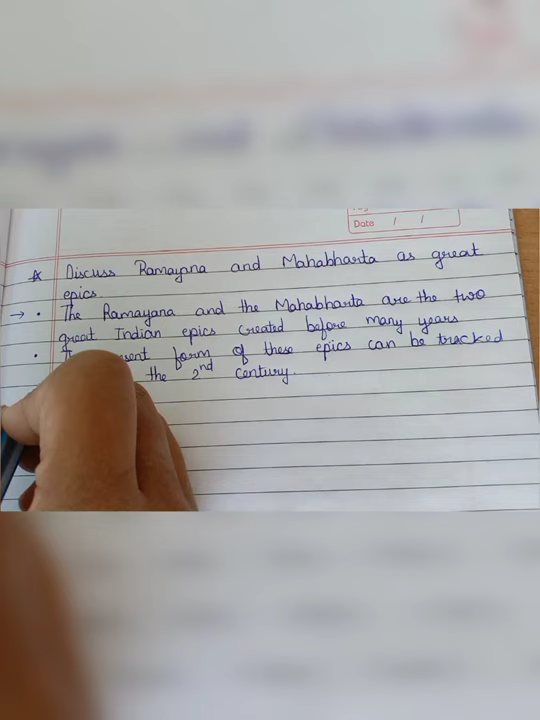 Date / /
☆ Discuss Ramayna and Mahabharta as great
epics
→ • The Ramayana and the Mahabharta are the two
great Indian epics created before many years
• form of these epics can be tracked
the 2nd century.